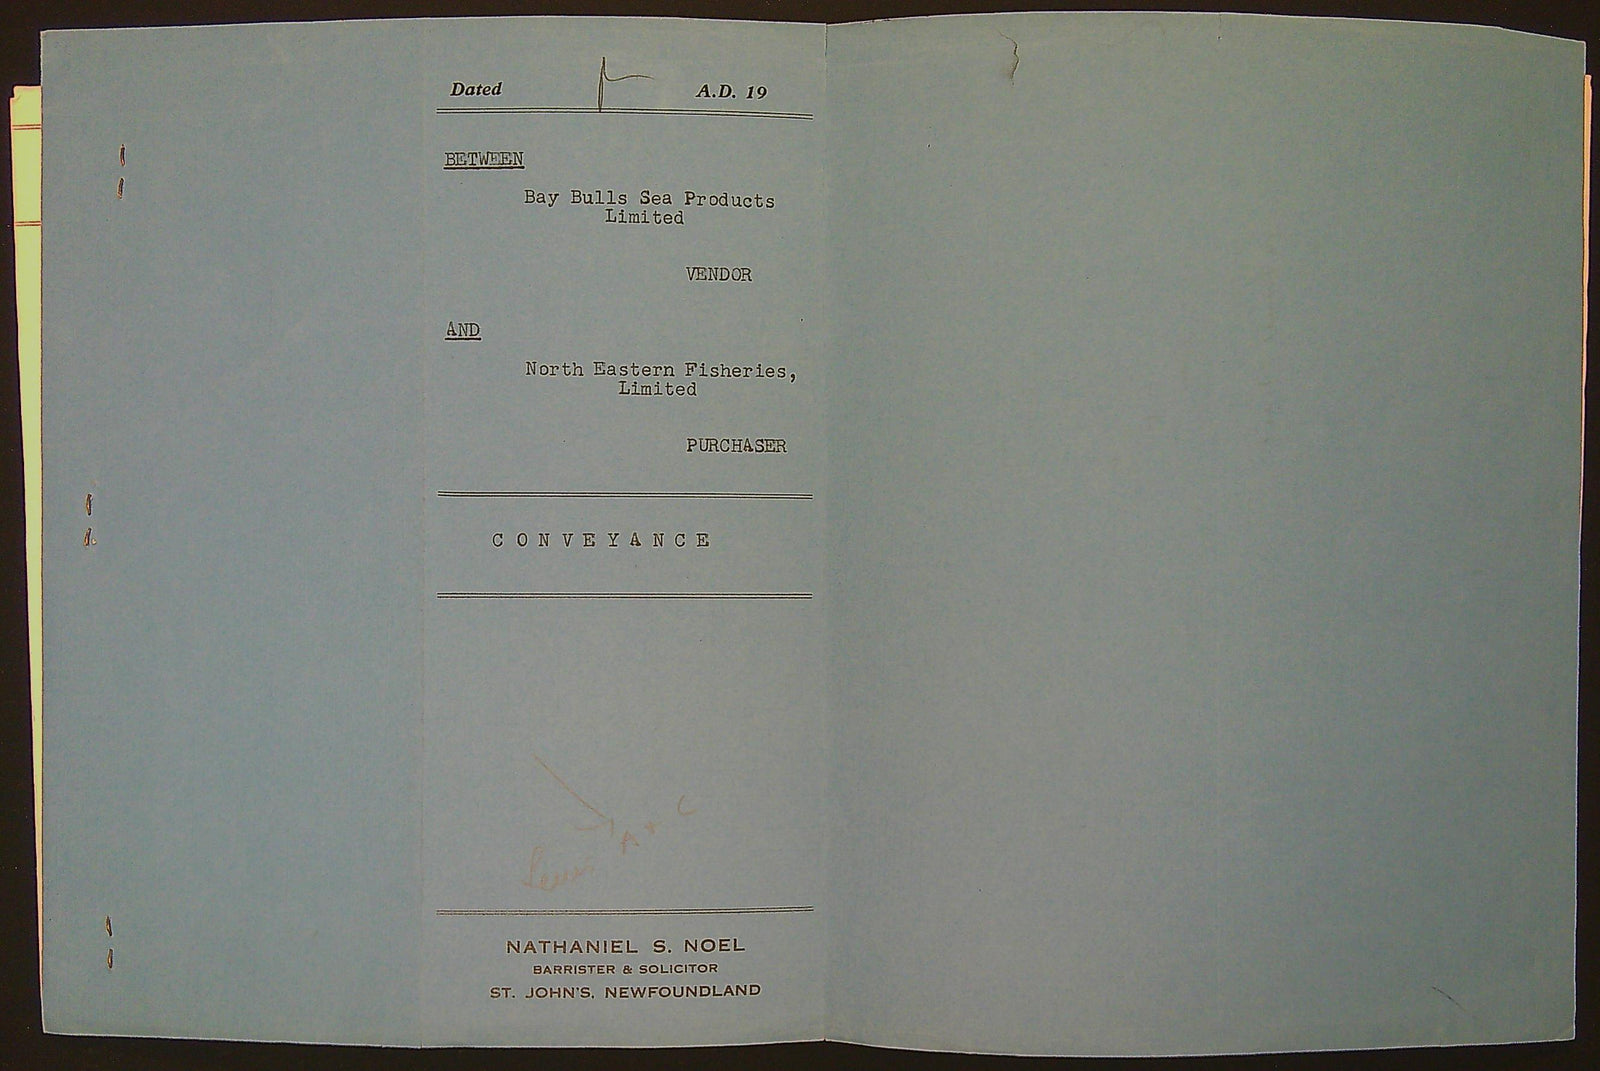 Dated A.D. 19
BETWEEN
Bay Bulls Sea Products
Limited
VENDOR
AND
North Eastern Fisheries,
Limited
PURCHASER
CONVEYANCE
NATHANIEL S. NOEL
BARRISTER & SOLICITOR
ST. JOHN'S, NEWFOUNDLAND